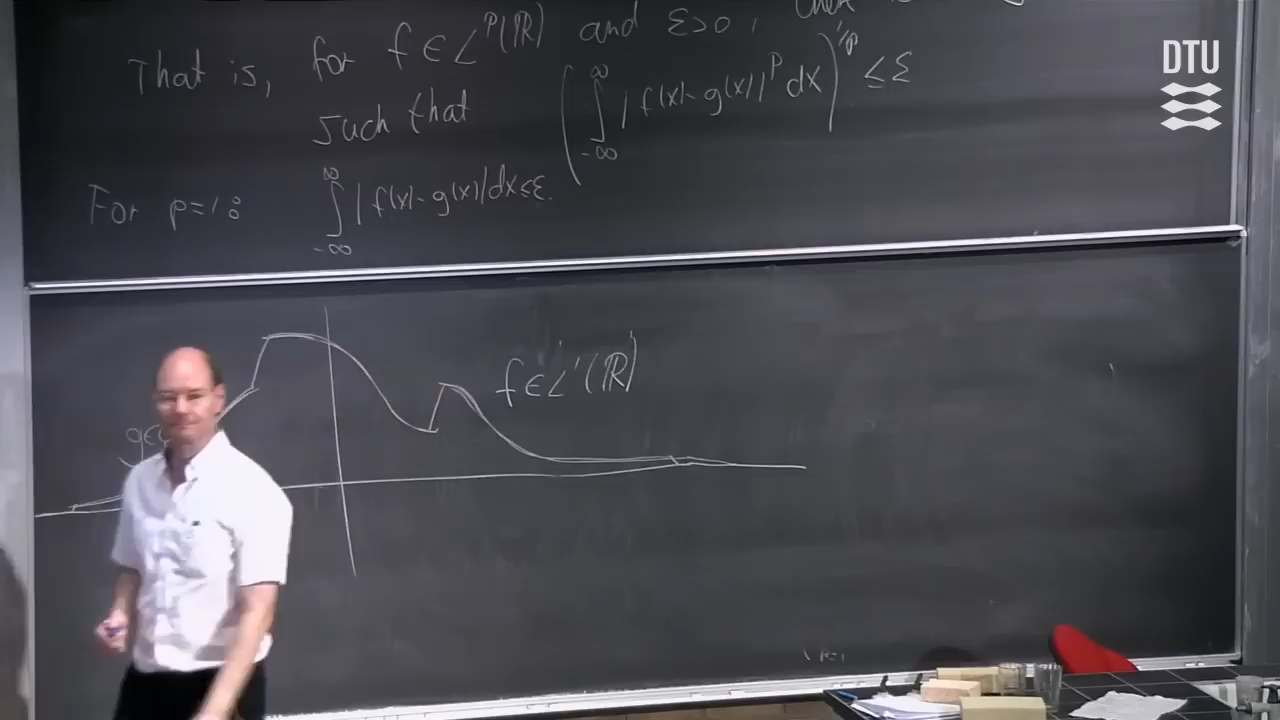 That is, for f ∈ L^p(ℝ) and ε>0,
such that ( ∫_{-∞}^{∞} |f(x)-g(x)|^p dx )^{1/p} ≤ ε
For p=1: ∫_{-∞}^{∞} |f(x)-g(x)|dx ≤ ε.
f ∈ L^1(ℝ)
DTU